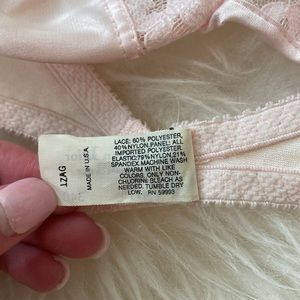 LACE: 60% POLYESTER,
40% NYLON, PANEL: ALL
IMPORTED POLYESTER
ELASTIC: 79% NYLON, 21%
SPANDEX. MACHINE WASH
WARM WITH LIKE
COLORS, ONLY NON-
CHLORINE BLEACH AS
NEEDED, TUMBLE DRY
LOW. RN 59993
MADE IN U.S.A.
1ZAG